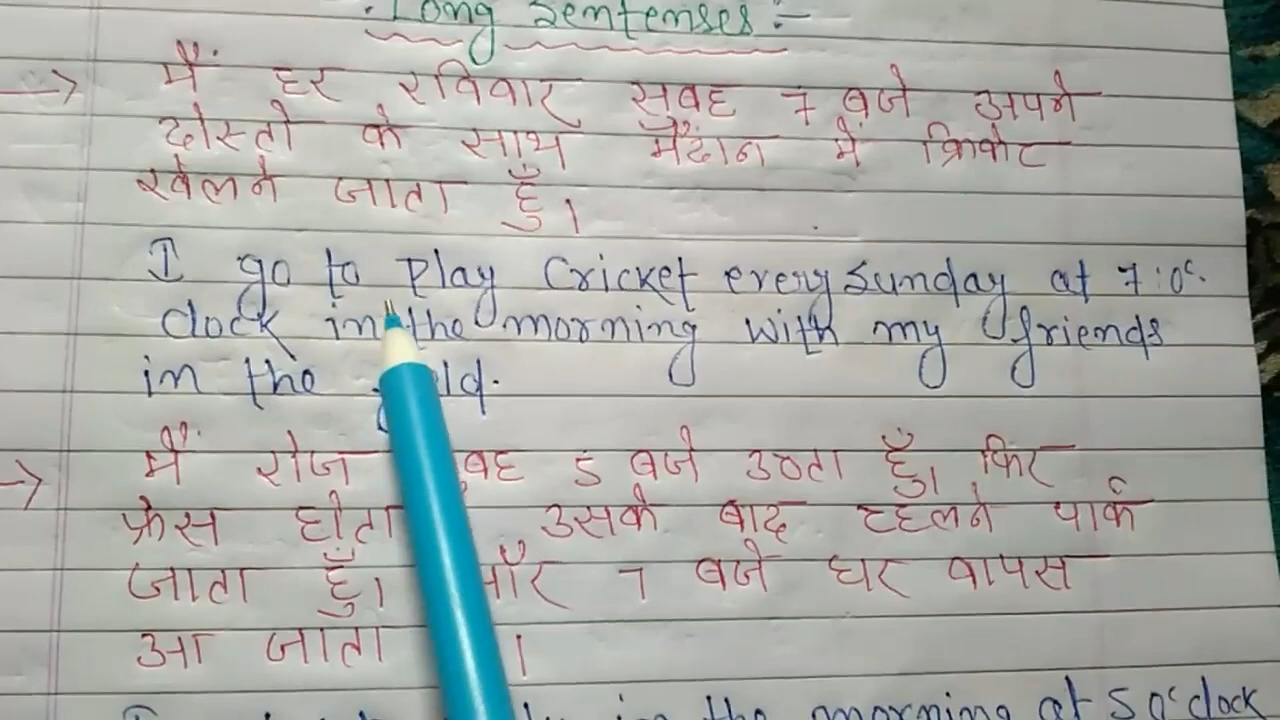 Long Sentenses :-
→ मैं हर रविवार सुबह 7 बजे अपने
दोस्तो के साथ मैदान में क्रिकेट
खेलने जाता हूँ।
I go to Play Cricket every Sunday at 7:0c.
clock in the morning with my friends
in the
→ मैं रोज 5 बजे उठता हूँ। फिर
फ्रेस होता उसके बाद टहलने पार्क
जाता हूँ। 7 बजे घर वापस
आ जाता ।
in the morning at 5 o'clock